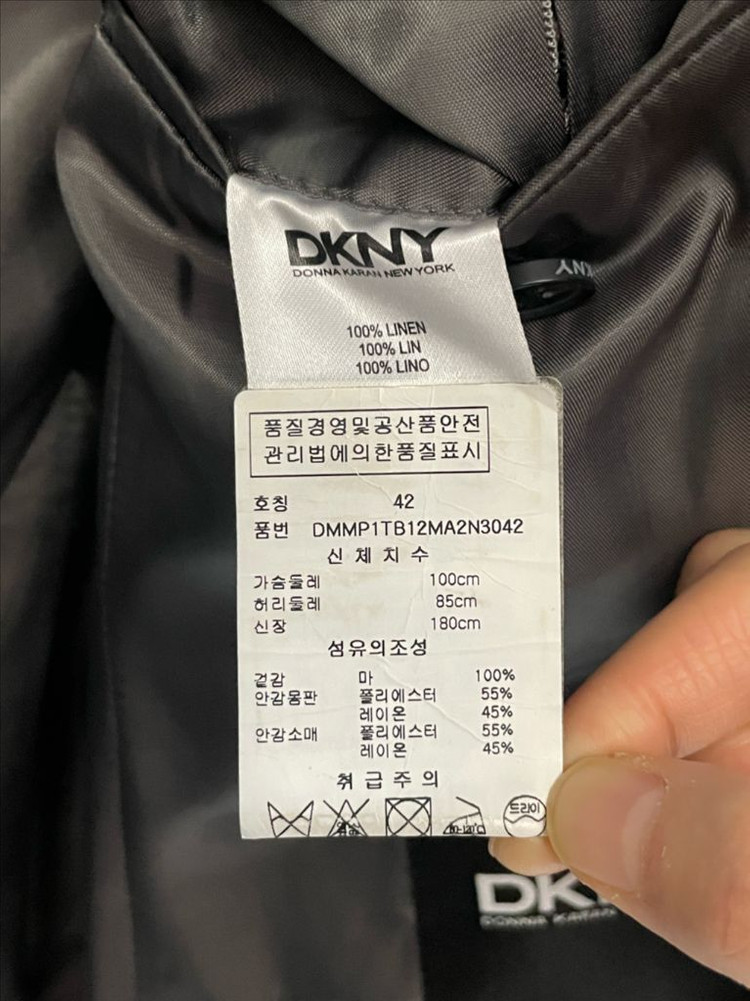 DKNY
DONNA KARAN NEW YORK
100% LINEN
100% LIN
100% LINO
품질경영및공산품안전
관리법에의한품질표시
호칭 42
품번 DMMP1TB12MA2N3042
신체치수
가슴둘레 100cm
허리둘레 85cm
신장 180cm
섬유의조성
겉감 마 100%
안감몸판 폴리에스터 55%
레이온 45%
안감소매 폴리에스터 55%
레이온 45%
취급주의
드라이
DK
DONNA KARAN